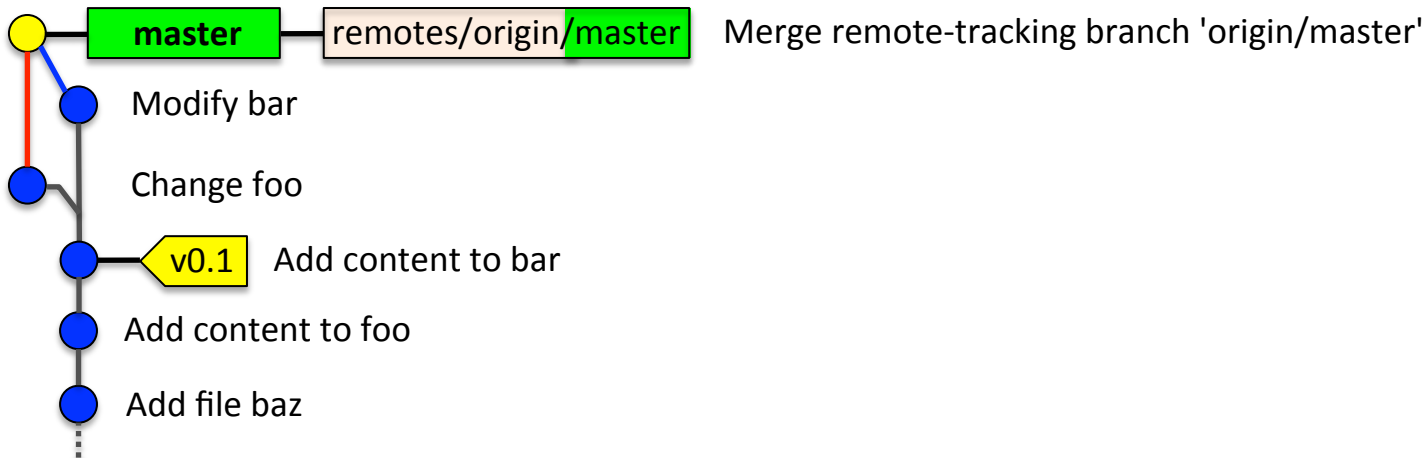 master remotes/origin/master Merge remote-tracking branch 'origin/master'
Modify bar
Change foo
v0.1 Add content to bar
Add content to foo
Add file baz